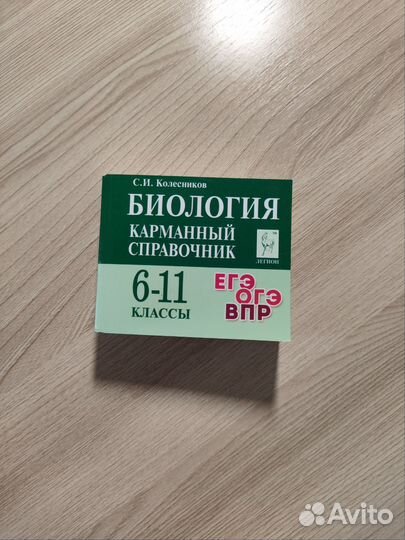 С.И. Колесников
БИОЛОГИЯ
КАРМАННЫЙ
СПРАВОЧНИК
ЛЕГИОН
6-11
КЛАССЫ
ЕГЭ
ОГЭ
ВПР
Avito